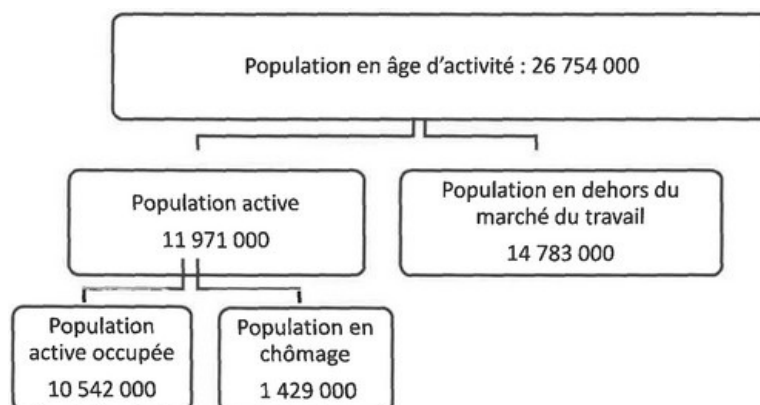 Population en âge d'activité : 26 754 000
Population active
11 971 000
Population en dehors du
marché du travail
14 783 000
Population
active occupée
10 542 000
Population en
chômage
1 429 000